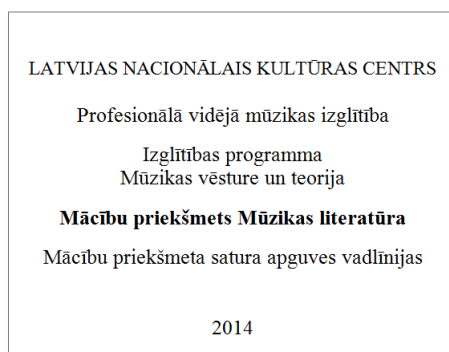 LATVIJAS NACIONĀLAIS KULTŪRAS CENTRS
Profesionālā vidējā mūzikas izglītība
Izglītības programma
Mūzikas vēsture un teorija
Mācību priekšmets Mūzikas literatūra
Mācību priekšmeta satura apguves vadlīnijas
2014